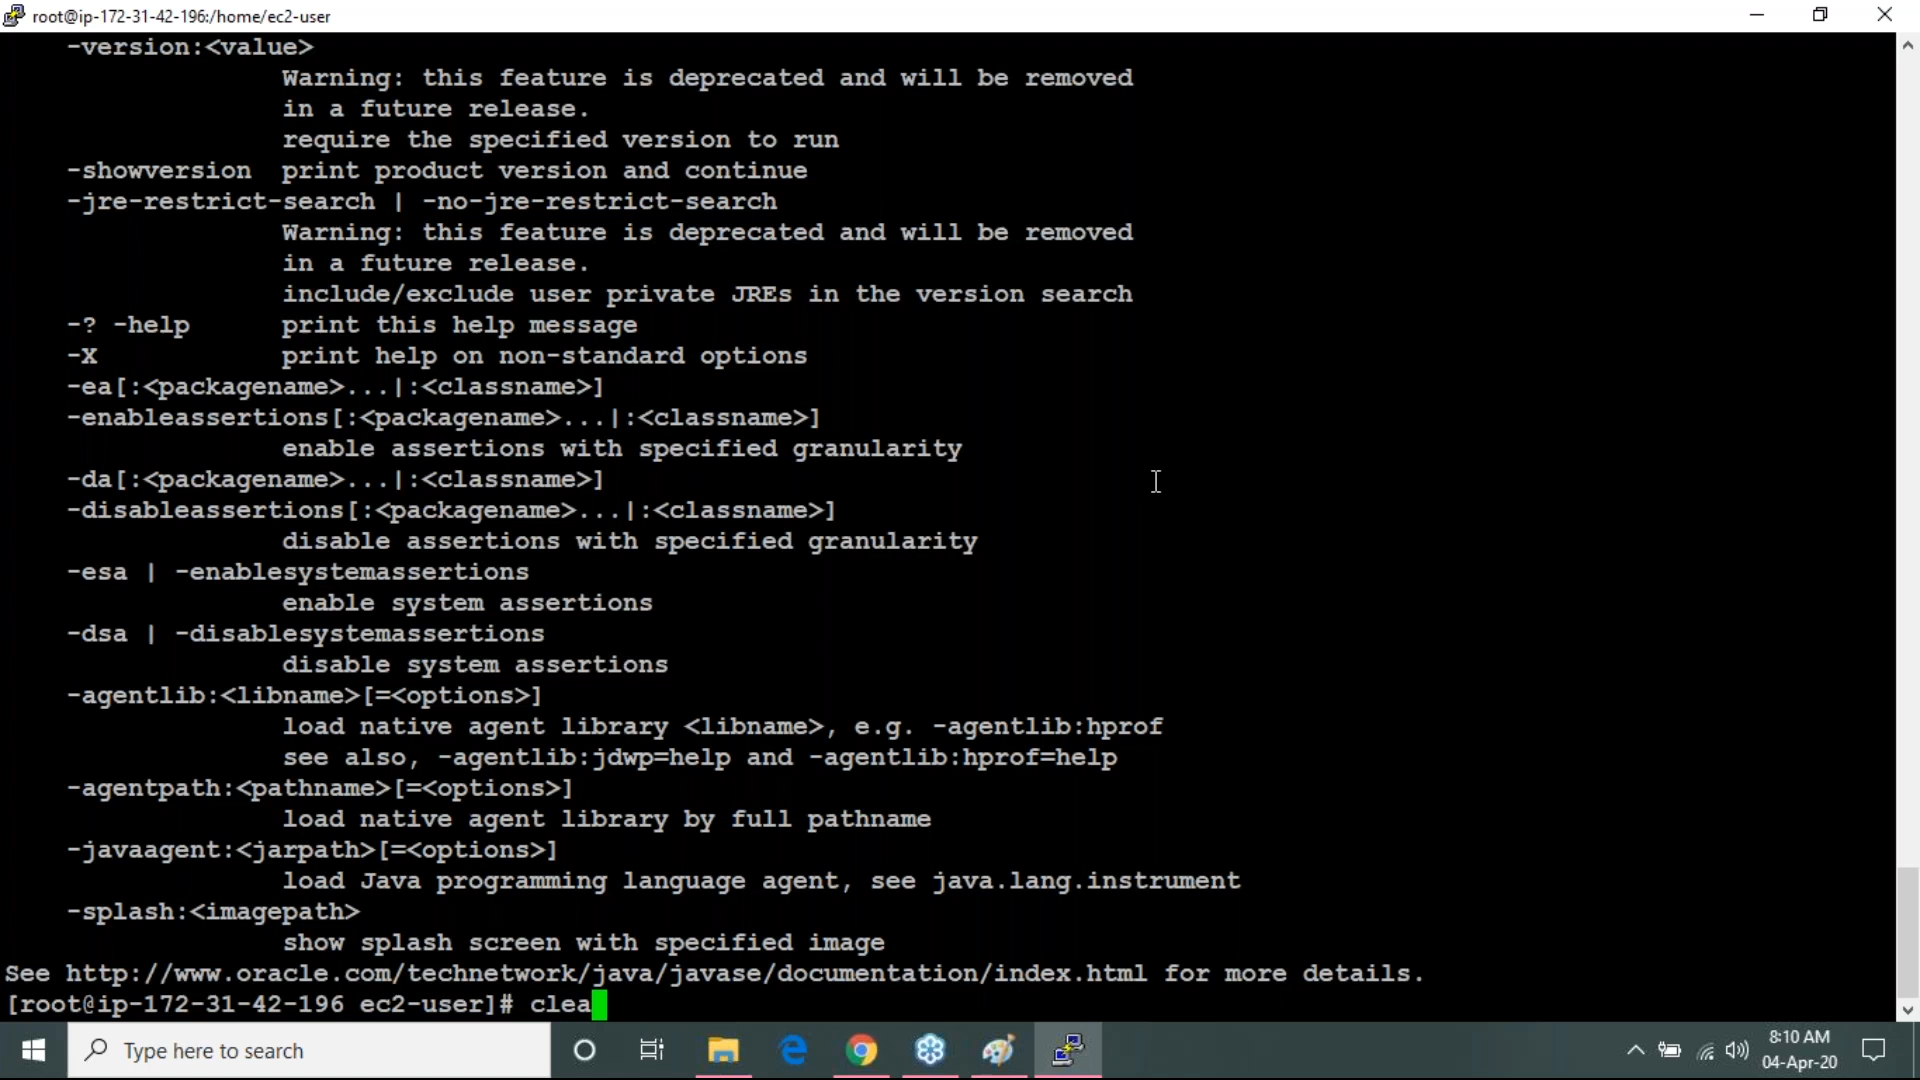 root@ip-172-31-42-196:/home/ec2-user
-version:<value>
Warning: this feature is deprecated and will be removed
in a future release.
require the specified version to run
-showversion  print product version and continue
-jre-restrict-search | -no-jre-restrict-search
Warning: this feature is deprecated and will be removed
in a future release.
include/exclude user private JREs in the version search
-? -help      print this help message
-X            print help on non-standard options
-ea[:<packagename>...|:<classname>]
-enableassertions[:<packagename>...|:<classname>]
enable assertions with specified granularity
-da[:<packagename>...|:<classname>]
-disableassertions[:<packagename>...|:<classname>]
disable assertions with specified granularity
-esa | -enablesystemassertions
enable system assertions
-dsa | -disablesystemassertions
disable system assertions
-agentlib:<libname>[=<options>]
load native agent library <libname>, e.g. -agentlib:hprof
see also, -agentlib:jdwp=help and -agentlib:hprof=help
-agentpath:<pathname>[=<options>]
load native agent library by full pathname
-javaagent:<jarpath>[=<options>]
load Java programming language agent, see java.lang.instrument
-splash:<imagepath>
show splash screen with specified image
See http://www.oracle.com/technetwork/java/javase/documentation/index.html for more details.
[root@ip-172-31-42-196 ec2-user]# clea
Type here to search
8:10 AM
04-Apr-20